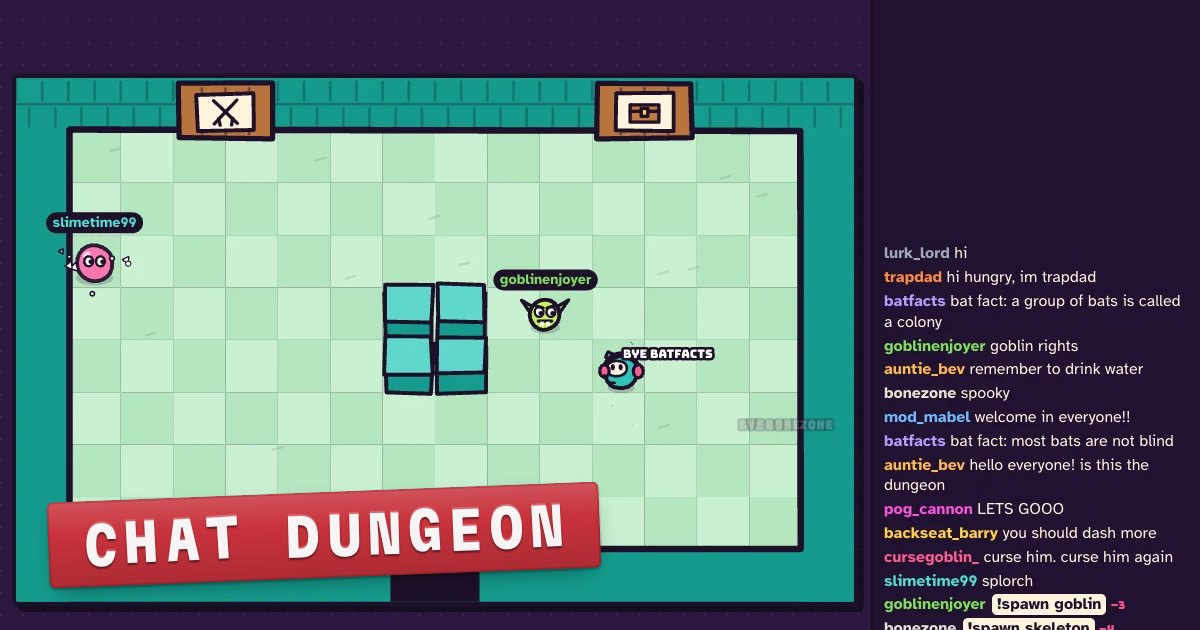 slimetime99
goblinenjoyer
BYE BATFACTS
BYE BONEZONE
CHAT DUNGEON
lurk_lord hi
trapdad hi hungry, im trapdad
batfacts bat fact: a group of bats is called
a colony
goblinenjoyer goblin rights
auntie_bev remember to drink water
bonezone spooky
mod_mabel welcome in everyone!!
batfacts bat fact: most bats are not blind
auntie_bev hello everyone! is this the
dungeon
pog_cannon LETS GOOO
backseat_barry you should dash more
cursegoblin_ curse him. curse him again
slimetime99 splorch
goblinenjoyer !spawn goblin -3
bonezone !spawn skeleton -4